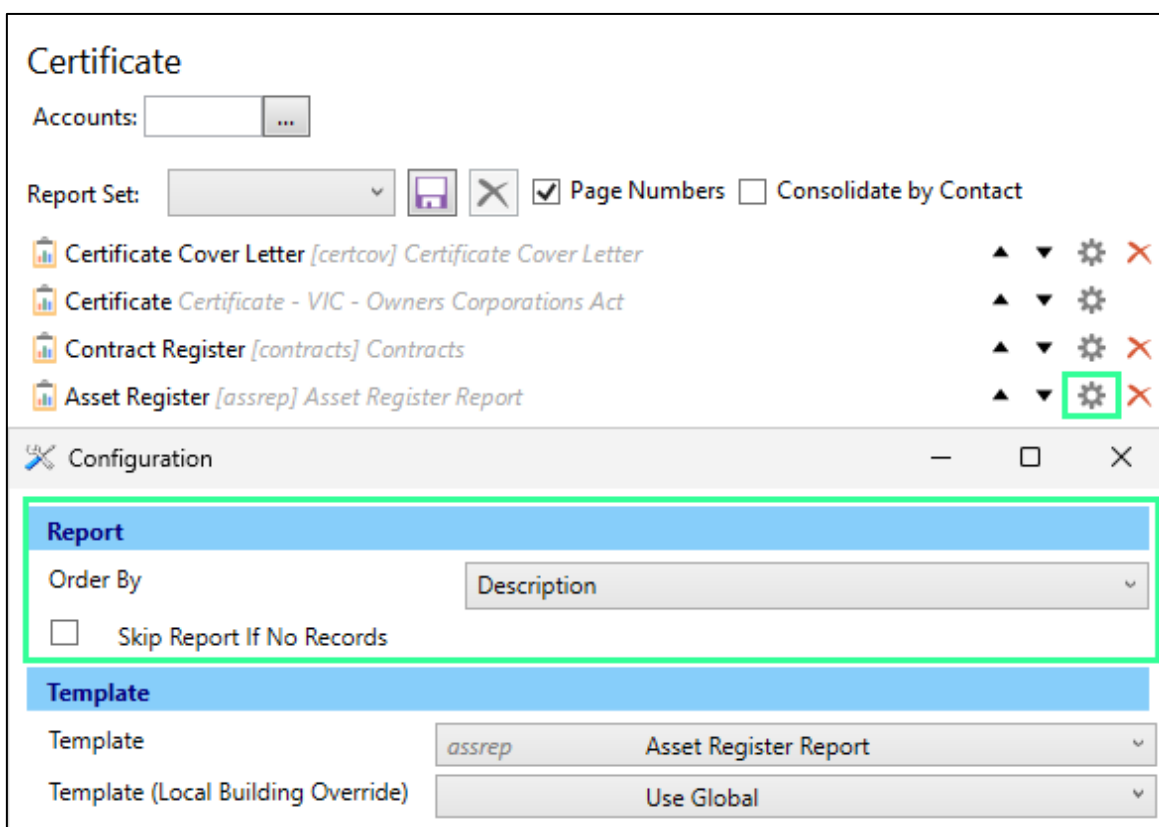 Certificate
Accounts: ...
Report Set: Page Numbers Consolidate by Contact
Certificate Cover Letter [certcov] Certificate Cover Letter
Certificate Certificate - VIC - Owners Corporations Act
Contract Register [contracts] Contracts
Asset Register [assrep] Asset Register Report
Configuration
Report
Order By Description
Skip Report If No Records
Template
Template assrep Asset Register Report
Template (Local Building Override) Use Global